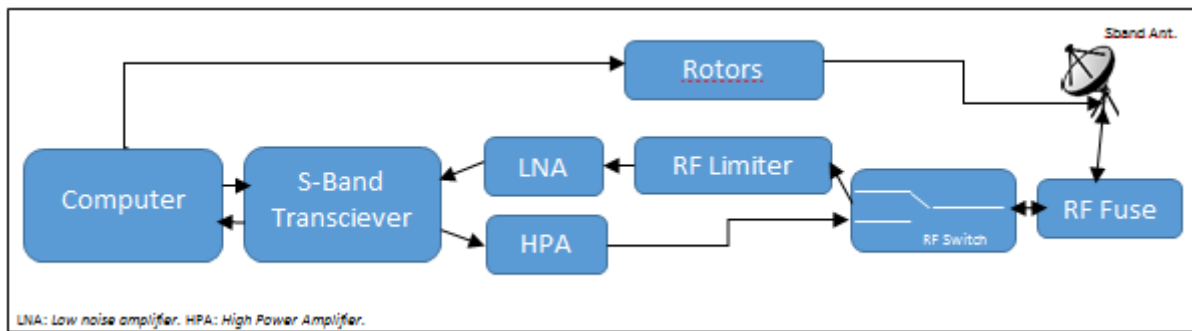 Sband Ant.
Rotors
LNA
RF Limiter
Computer
S-Band
Transciever
HPA
RF Switch
RF Fuse
LNA: Low noise amplifier. HPA: High Power Amplifier.